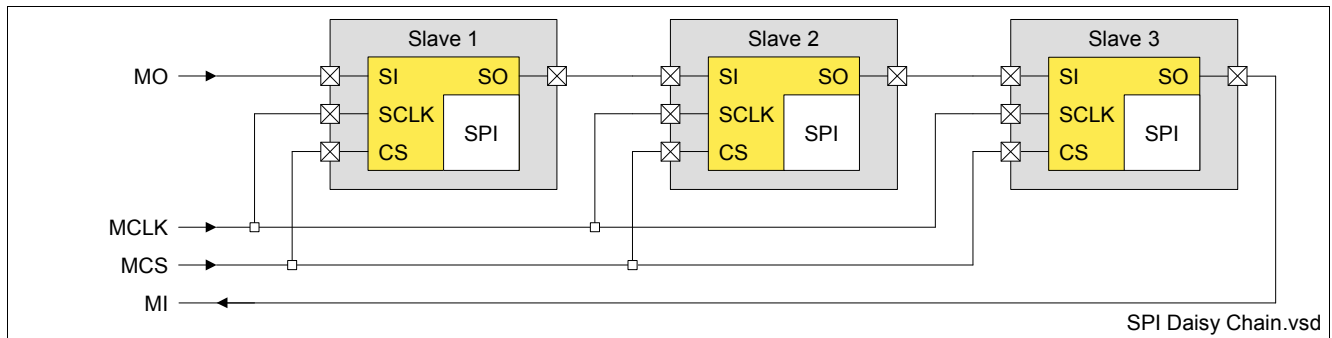 Slave 1 Slave 2 Slave 3
MO SI SO SI SO SI SO
SCLK SCLK SCLK
SPI SPI SPI
CS CS CS
MCLK
MCS
MI
SPI Daisy Chain.vsd